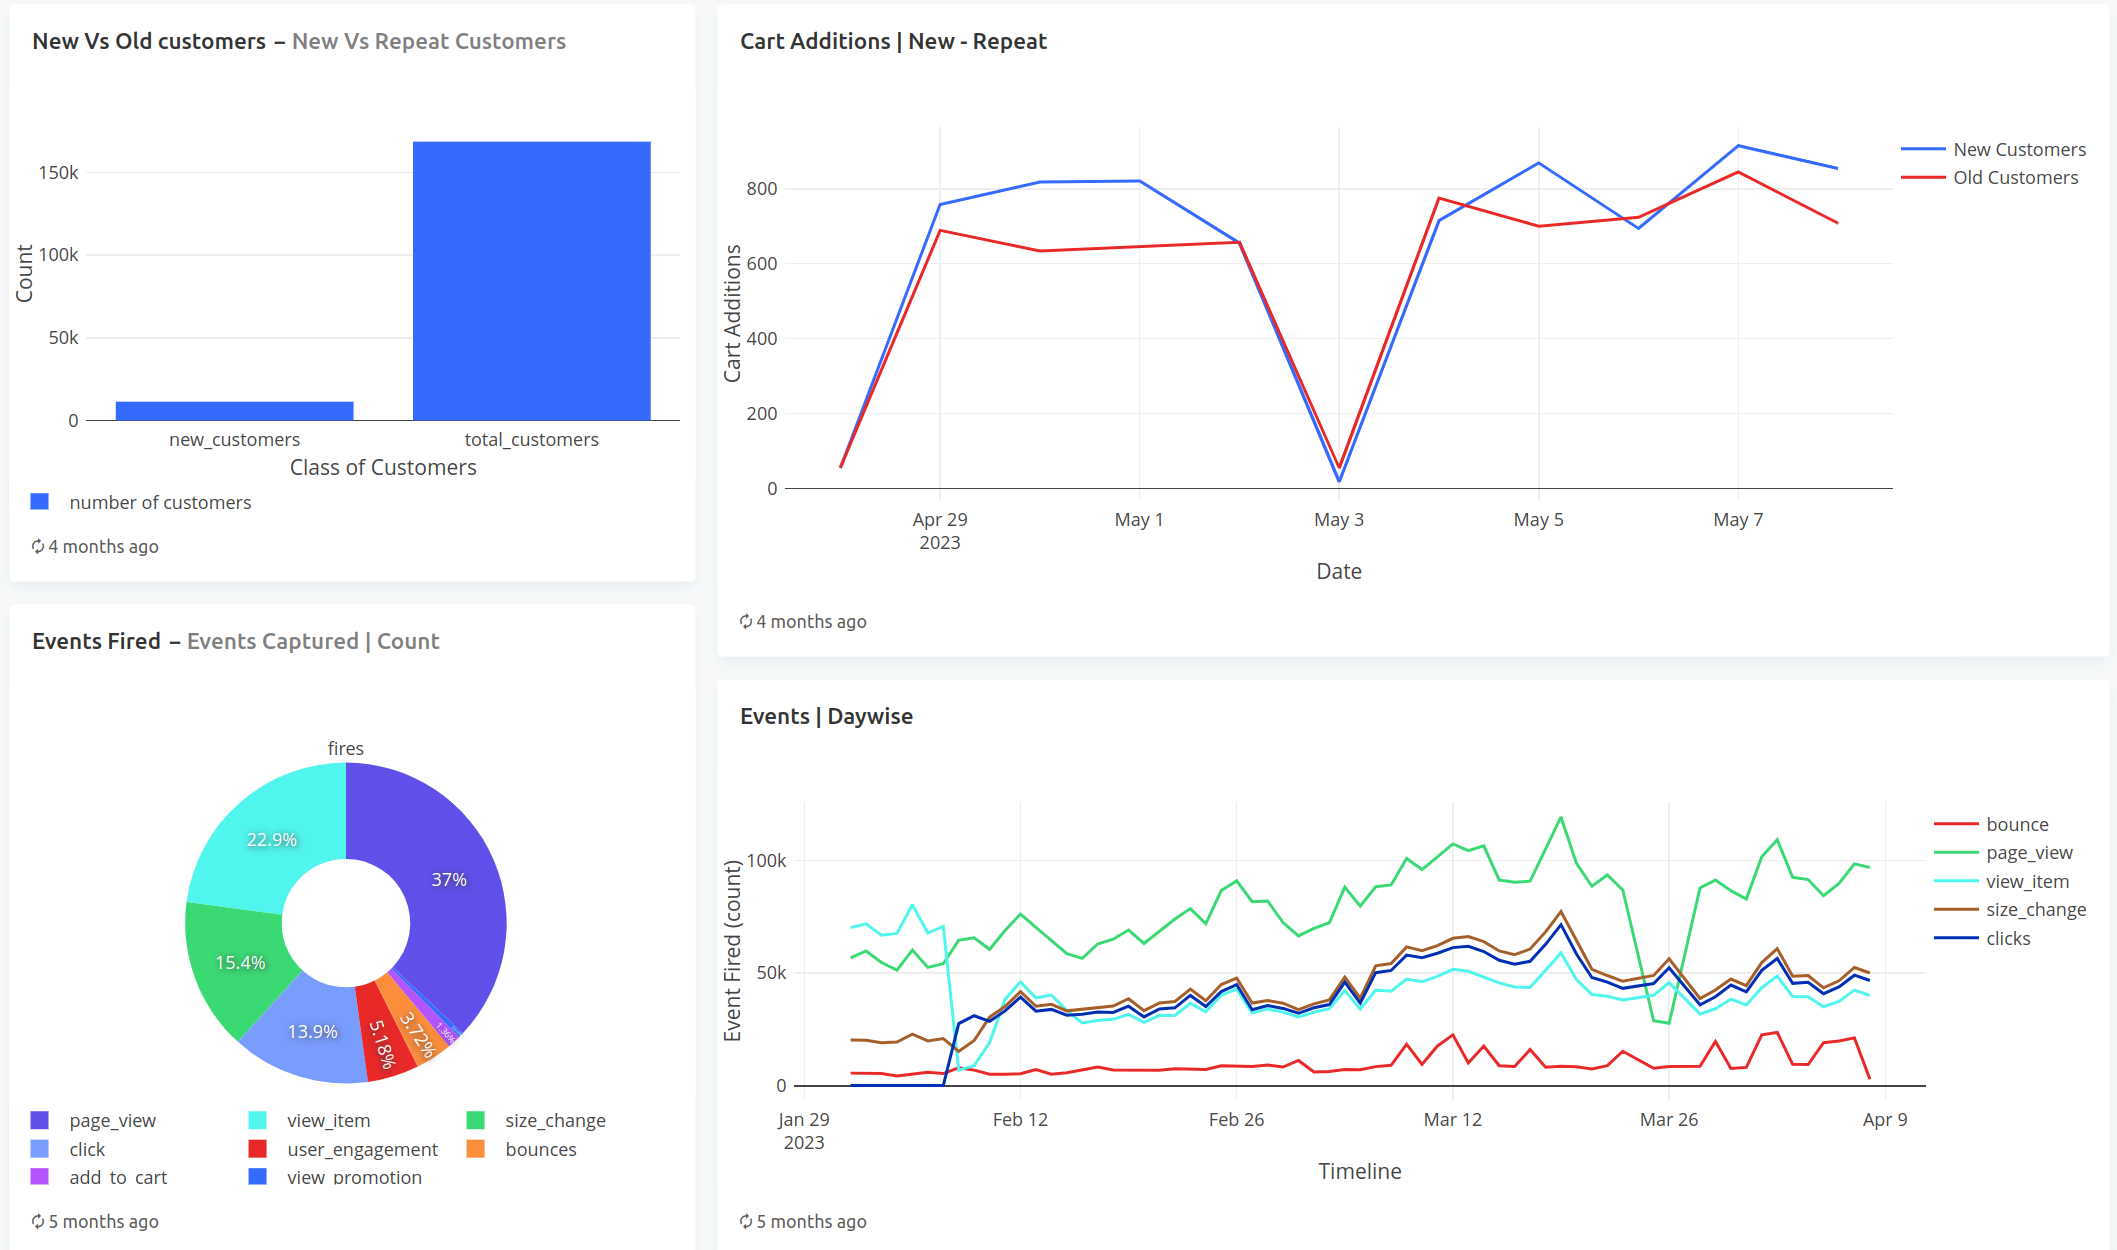 New Vs Old customers – New Vs Repeat Customers
150k
100k
50k
0
Count
new_customers
total_customers
Class of Customers
number of customers
4 months ago
Cart Additions | New - Repeat
New Customers
Old Customers
800
600
400
200
0
Cart Additions
Apr 29
2023
May 1
May 3
May 5
May 7
Date
4 months ago
Events Fired – Events Captured | Count
fires
37%
22.9%
15.4%
13.9%
5.18%
3.72%
1.36%
page_view
view_item
size_change
click
user_engagement
bounces
add_to_cart
view_promotion
5 months ago
Events | Daywise
bounce
page_view
view_item
size_change
clicks
100k
50k
0
Event Fired (count)
Jan 29
2023
Feb 12
Feb 26
Mar 12
Mar 26
Apr 9
Timeline
5 months ago